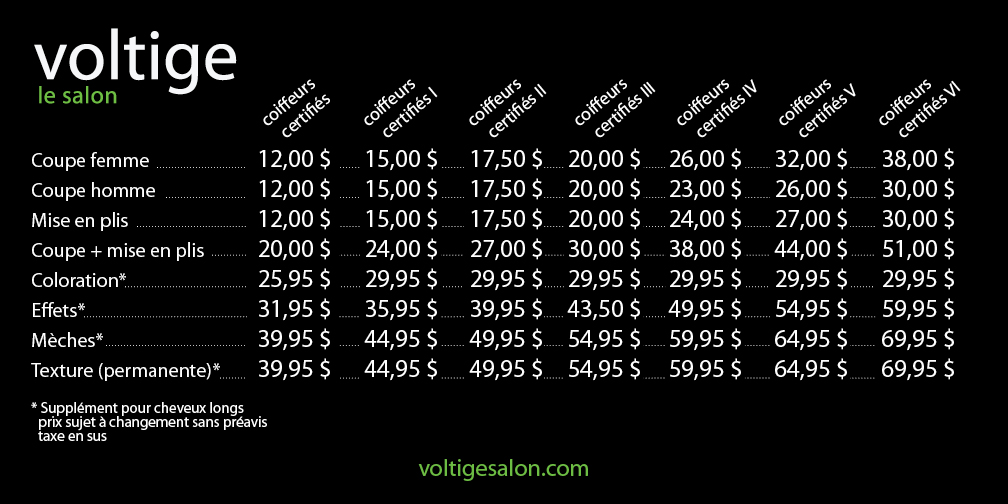 voltige
le salon
coiffeurs certifiés
coiffeurs certifiés I
coiffeurs certifiés II
coiffeurs certifiés III
coiffeurs certifiés IV
coiffeurs certifiés V
coiffeurs certifiés VI
Coupe femme 12,00 $ 15,00 $ 17,50 $ 20,00 $ 26,00 $ 32,00 $ 38,00 $
Coupe homme 12,00 $ 15,00 $ 17,50 $ 20,00 $ 23,00 $ 26,00 $ 30,00 $
Mise en plis 12,00 $ 15,00 $ 17,50 $ 20,00 $ 24,00 $ 27,00 $ 30,00 $
Coupe + mise en plis 20,00 $ 24,00 $ 27,00 $ 30,00 $ 38,00 $ 44,00 $ 51,00 $
Coloration* 25,95 $ 29,95 $ 29,95 $ 29,95 $ 29,95 $ 29,95 $ 29,95 $
Effets* 31,95 $ 35,95 $ 39,95 $ 43,50 $ 49,95 $ 54,95 $ 59,95 $
Mèches* 39,95 $ 44,95 $ 49,95 $ 54,95 $ 59,95 $ 64,95 $ 69,95 $
Texture (permanente)* 39,95 $ 44,95 $ 49,95 $ 54,95 $ 59,95 $ 64,95 $ 69,95 $
* Supplément pour cheveux longs
prix sujet à changement sans préavis
taxe en sus
voltigesalon.com